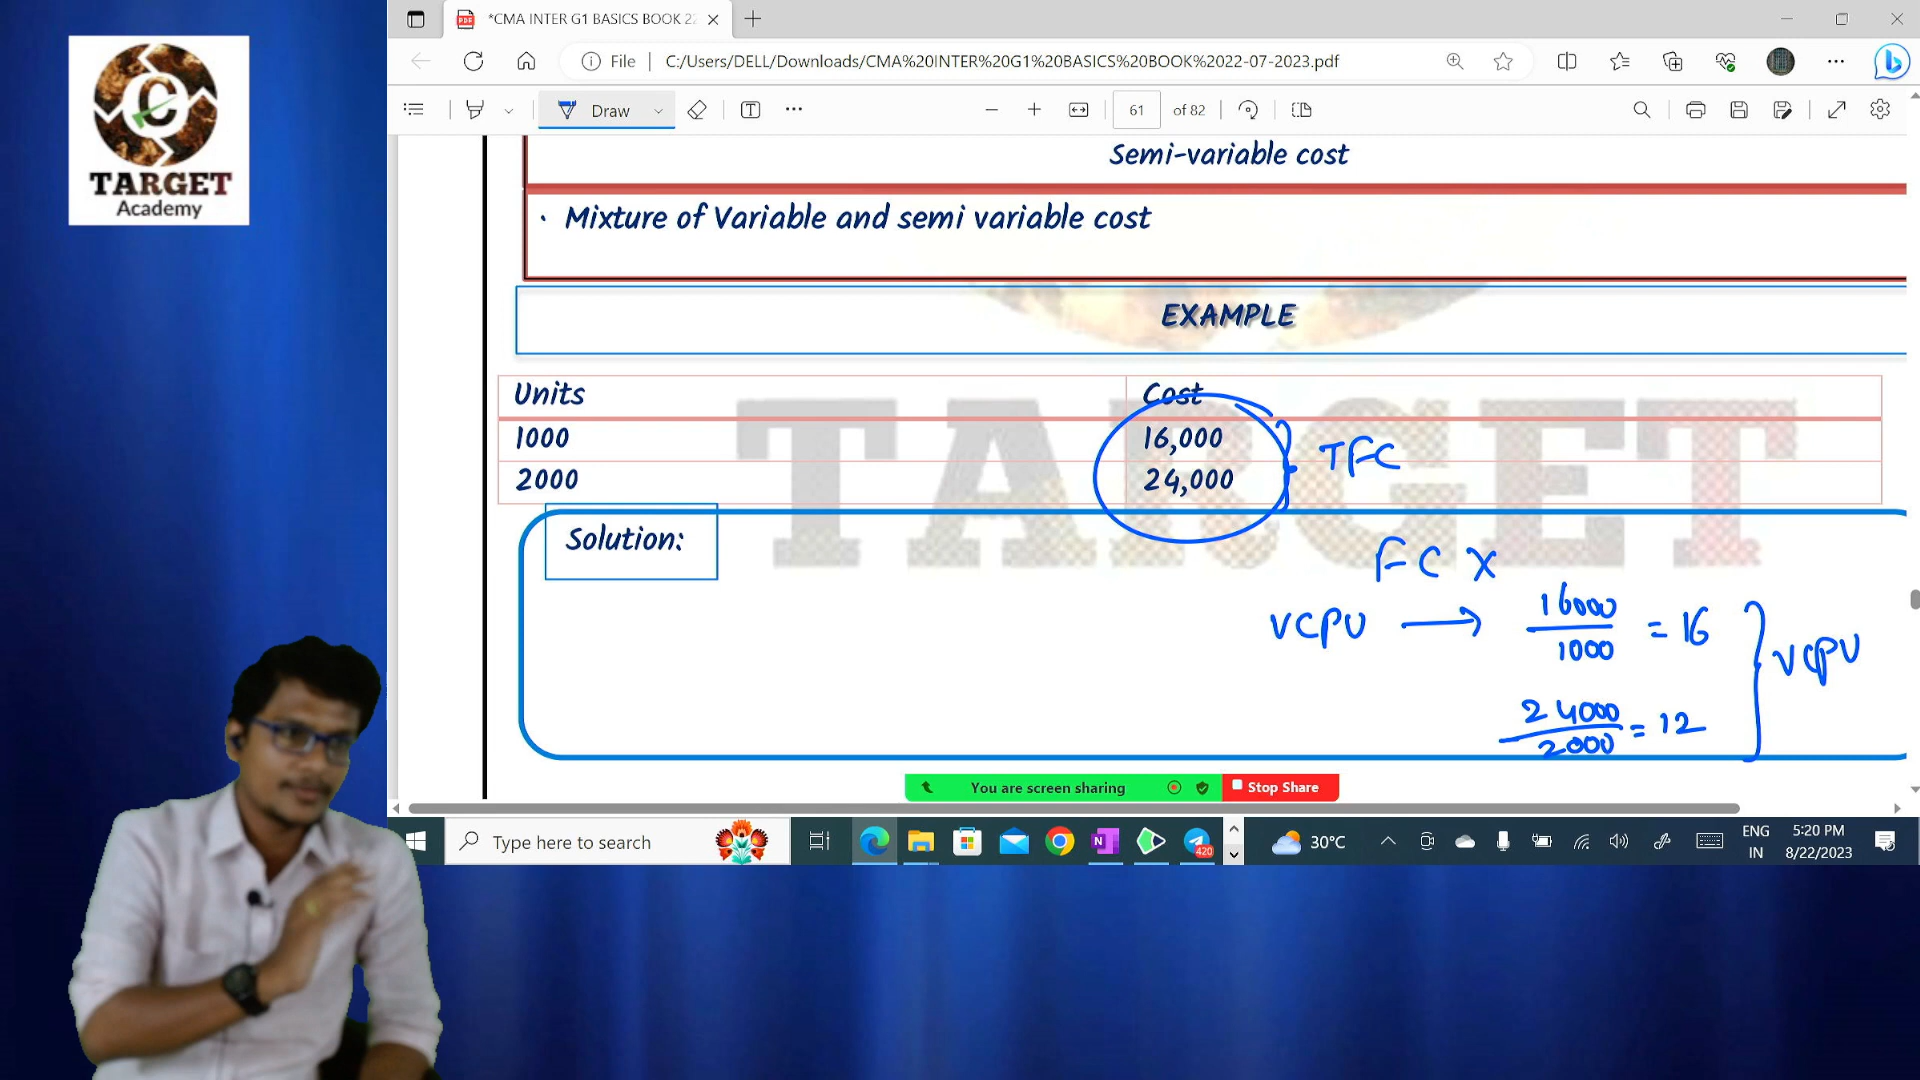 *CMA INTER G1 BASICS BOOK 22
File
C:/Users/DELL/Downloads/CMA%20INTER%20G1%20BASICS%20BOOK%2022-07-2023.pdf
Draw
61 of 82
C
TARGET
Academy
Semi-variable cost
· Mixture of Variable and semi variable cost
EXAMPLE
TARGET
Units Cost
1000 16,000
2000 24,000
TFC
Solution:
FC X
VCPU → 16000/1000 = 16
24000/2000 = 12
VCPU
You are screen sharing
Stop Share
Type here to search
420
30°C
ENG
IN
5:20 PM
8/22/2023